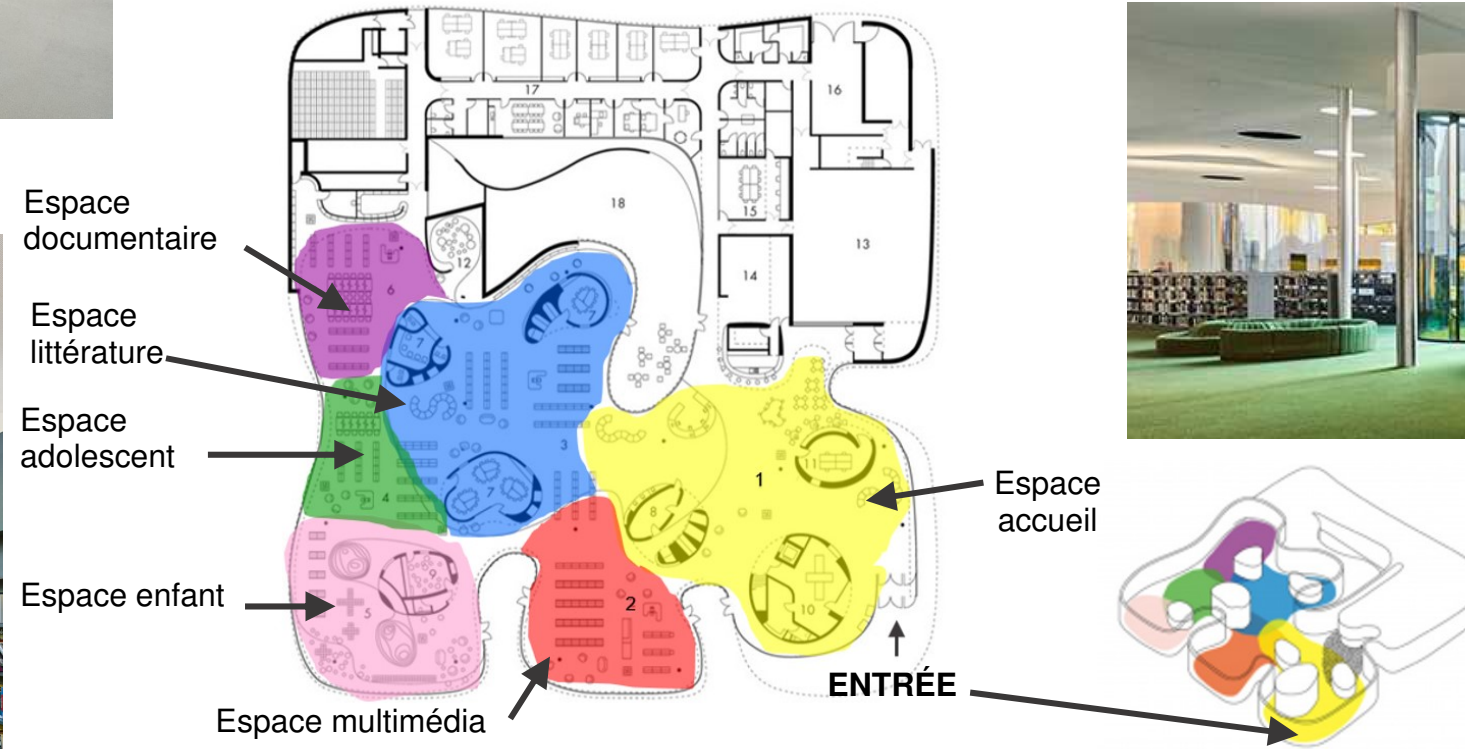 17
16
Espace
documentaire
18
15
12
13
14
6
7
Espace
littérature
7
Espace
adolescent
3
11
1
4
7
8
Espace
accueil
9
Espace enfant
5
2
10
ENTRÉE
Espace multimédia